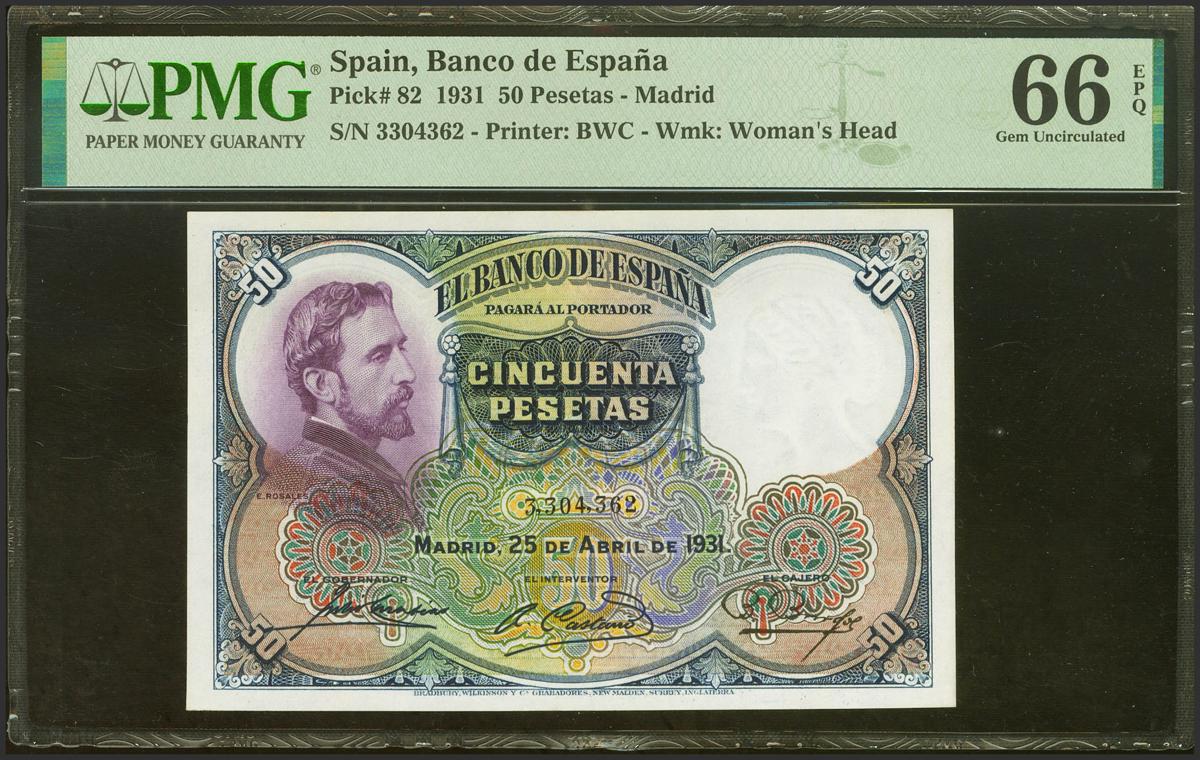 PMG®
PAPER MONEY GUARANTY
Spain, Banco de España
Pick# 82 1931 50 Pesetas - Madrid
S/N 3304362 - Printer: BWC - Wmk: Woman's Head
66 EPQ
Gem Uncirculated
50
50
EL BANCO DE ESPAÑA
PAGARÁ AL PORTADOR
CINCUENTA
PESETAS
E. ROSALES
3,304,362
MADRID, 25 DE ABRIL DE 1931.
50
EL GOBERNADOR
EL INTERVENTOR
EL CAJERO
50
50
BRADBURY, WILKINSON Y Cª GRABADORES, NEW MALDEN, SURREY, INGLATERRA